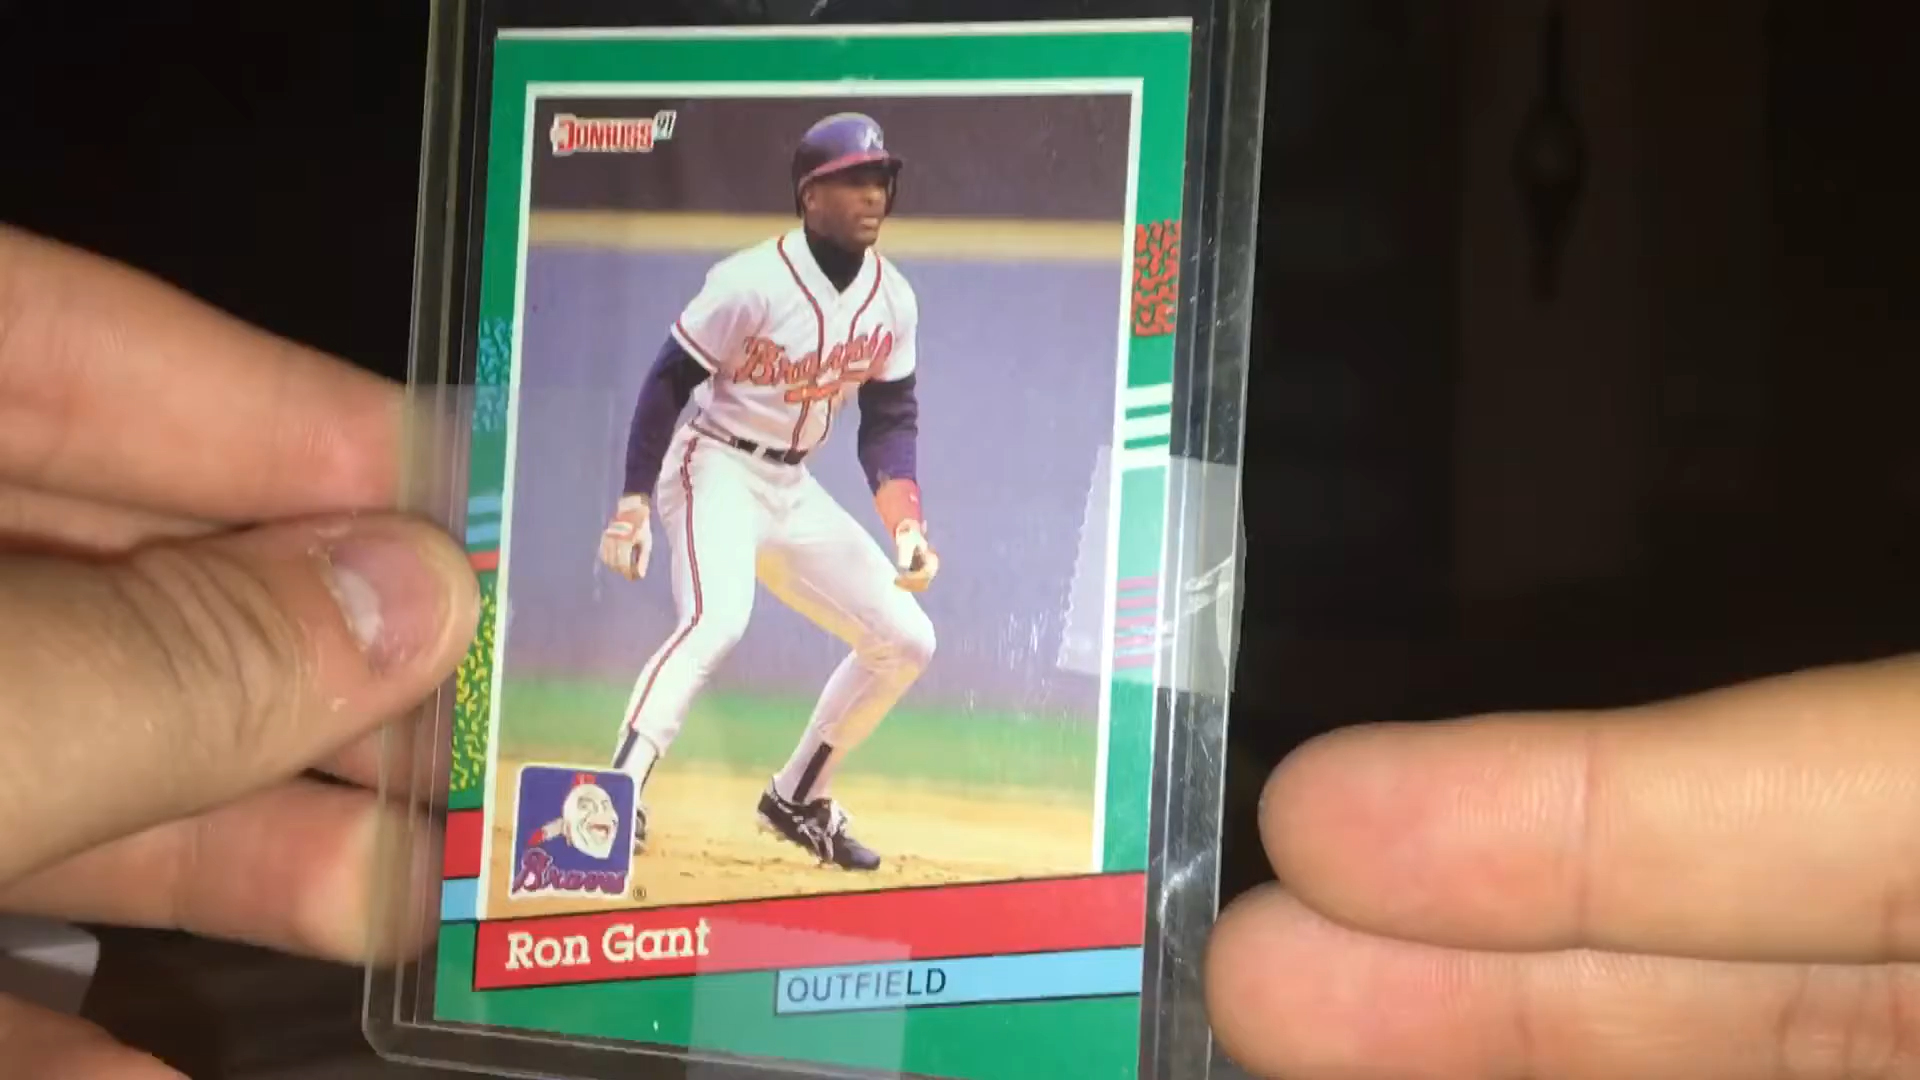 Donruss '91
Braves
Braves
®
Ron Gant
OUTFIELD